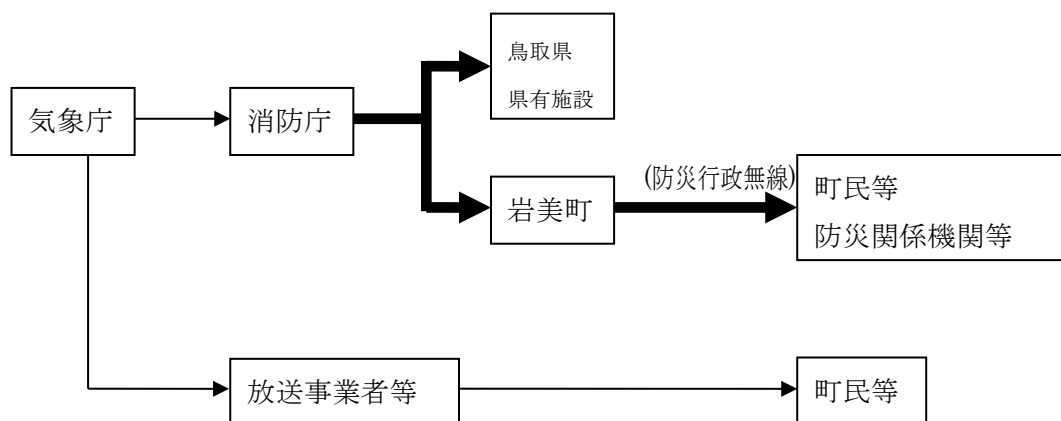 鳥取県
県有施設
気象庁
消防庁
(防災行政無線)
岩美町
町民等
防災関係機関等
放送事業者等
町民等